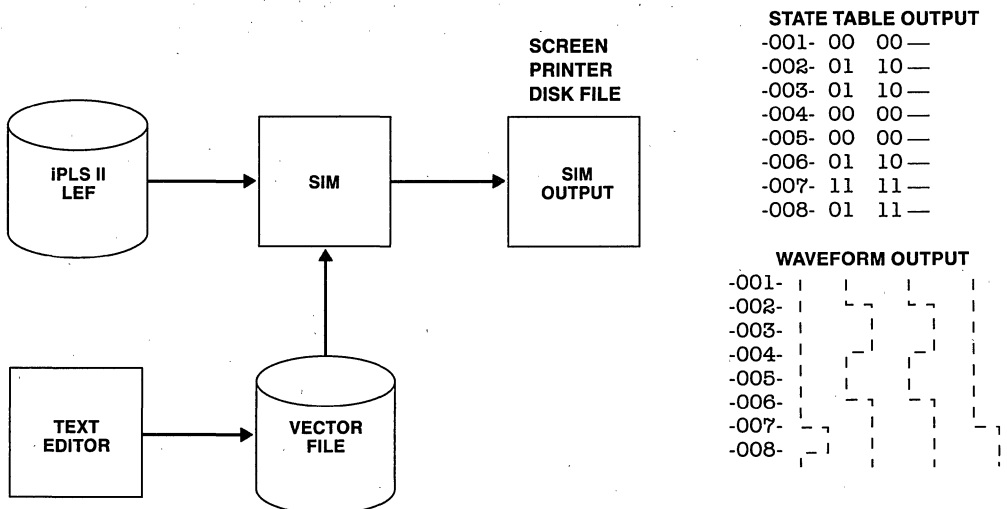 SCREEN
PRINTER
DISK FILE
iPLS II
LEF
SIM
SIM
OUTPUT
TEXT
EDITOR
VECTOR
FILE
STATE TABLE OUTPUT
-001- 00 00 —
-002- 01 10 —
-003- 01 10 —
-004- 00 00 —
-005- 00 00 —
-006- 01 10 —
-007- 11 11 —
-008- 01 11 —
WAVEFORM OUTPUT
-001-
-002-
-003-
-004-
-005-
-006-
-007-
-008-